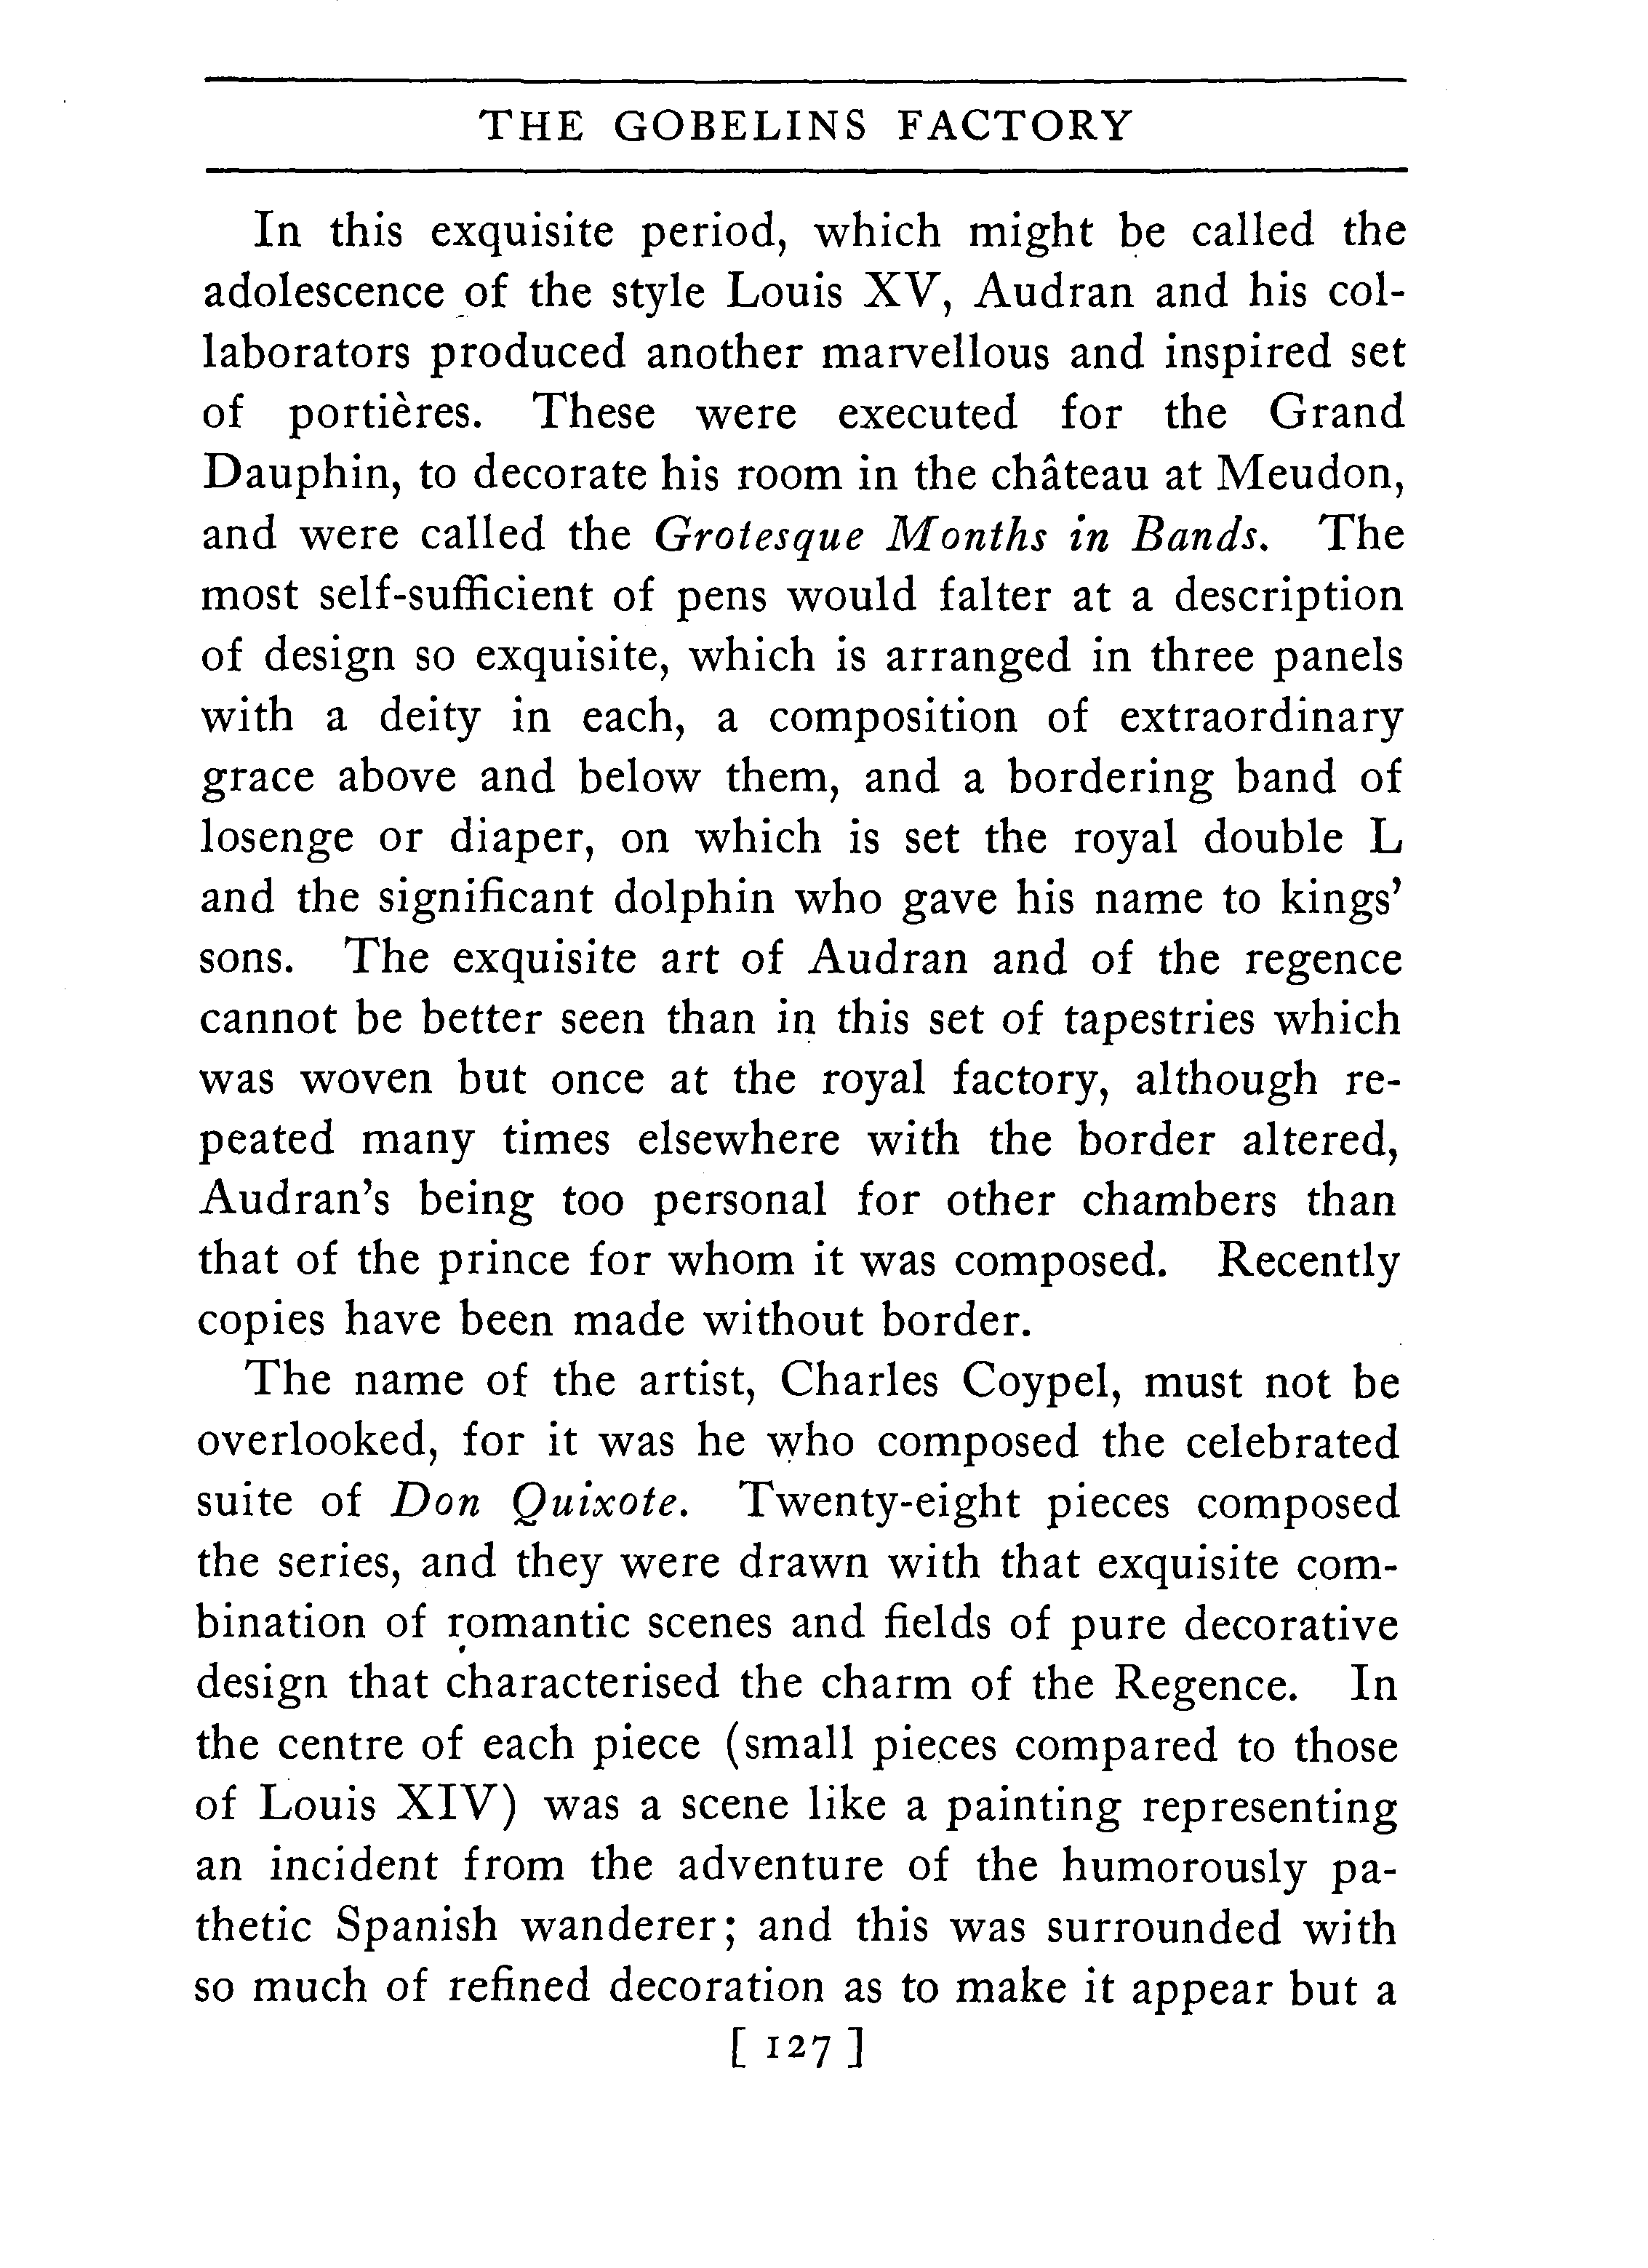 THE GOBELINS FACTORY
In this exquisite period, which might be called the
adolescence of the style Louis XV, Audran and his col-
laborators produced another marvellous and inspired set
of portières. These were executed for the Grand
Dauphin, to decorate his room in the château at Meudon,
and were called the Grotesque Months in Bands. The
most self-sufficient of pens would falter at a description
of design so exquisite, which is arranged in three panels
with a deity in each, a composition of extraordinary
grace above and below them, and a bordering band of
losenge or diaper, on which is set the royal double L
and the significant dolphin who gave his name to kings’
sons. The exquisite art of Audran and of the regence
cannot be better seen than in this set of tapestries which
was woven but once at the royal factory, although re-
peated many times elsewhere with the border altered,
Audran’s being too personal for other chambers than
that of the prince for whom it was composed. Recently
copies have been made without border.
The name of the artist, Charles Coypel, must not be
overlooked, for it was he who composed the celebrated
suite of Don Quixote. Twenty-eight pieces composed
the series, and they were drawn with that exquisite com-
bination of romantic scenes and fields of pure decorative
design that characterised the charm of the Regence. In
the centre of each piece (small pieces compared to those
of Louis XIV) was a scene like a painting representing
an incident from the adventure of the humorously pa-
thetic Spanish wanderer; and this was surrounded with
so much of refined decoration as to make it appear but a
[ 127 ]